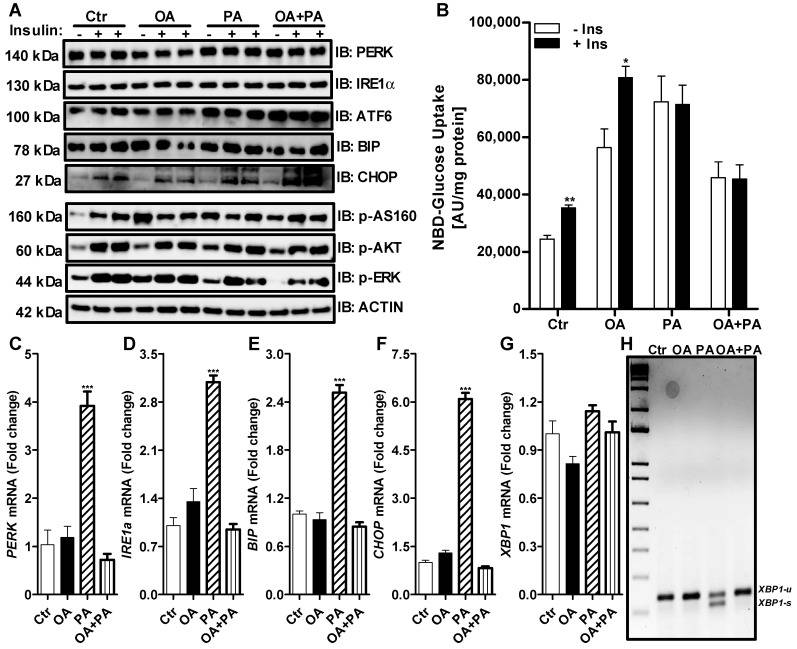 A
Ctr OA PA OA+PA
Insulin: - + + - + + - + + - + +
140 kDa IB: PERK
130 kDa IB: IRE1α
100 kDa IB: ATF6
78 kDa IB: BIP
27 kDa IB: CHOP
160 kDa IB: p-AS160
60 kDa IB: p-AKT
44 kDa IB: p-ERK
42 kDa IB: ACTIN
B
NBD-Glucose Uptake
[AU/mg protein]
100,000
80,000
60,000
40,000
20,000
0
- Ins
+ Ins
**
*
Ctr OA PA OA+PA
C
PERK mRNA (Fold change)
5
4
2
1
0
***
Ctr OA PA OA+PA
D
IRE1a mRNA (Fold change)
3.5
2.8
2.1
1.4
0.7
0.0
***
Ctr OA PA OA+PA
E
BIP mRNA (Fold change)
3.0
2.4
1.8
1.2
0.6
0.0
***
Ctr OA PA OA+PA
F
CHOP mRNA (Fold change)
7.5
6.0
4.5
3.0
1.5
0.0
***
Ctr OA PA OA+PA
G
XBP1 mRNA (Fold change)
1.5
1.2
0.9
0.6
0.3
0.0
Ctr OA PA OA+PA
H
Ctr OA PA OA+PA
XBP1-u
XBP1-s